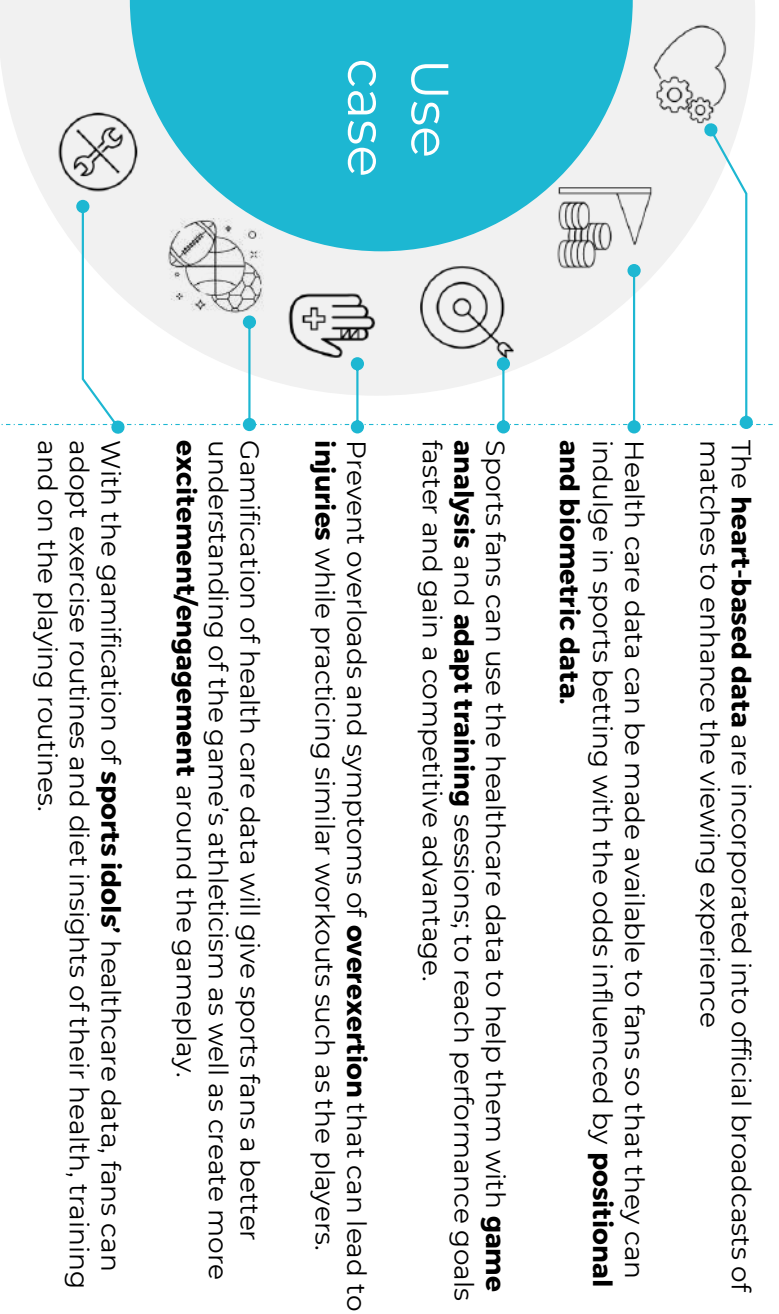 Use
case
The heart-based data are incorporated into official broadcasts of
matches to enhance the viewing experience
Health care data can be made available to fans so that they can
indulge in sports betting with the odds influenced by positional
and biometric data.
Sports fans can use the healthcare data to help them with game
analysis and adapt training sessions; to reach performance goals
faster and gain a competitive advantage.
Prevent overloads and symptoms of overexertion that can lead to
injuries while practicing similar workouts such as the players.
Gamification of health care data will give sports fans a better
understanding of the game’s athleticism as well as create more
excitement/engagement around the gameplay.
With the gamification of sports idols’ healthcare data, fans can
adopt exercise routines and diet insights of their health, training
and on the playing routines.